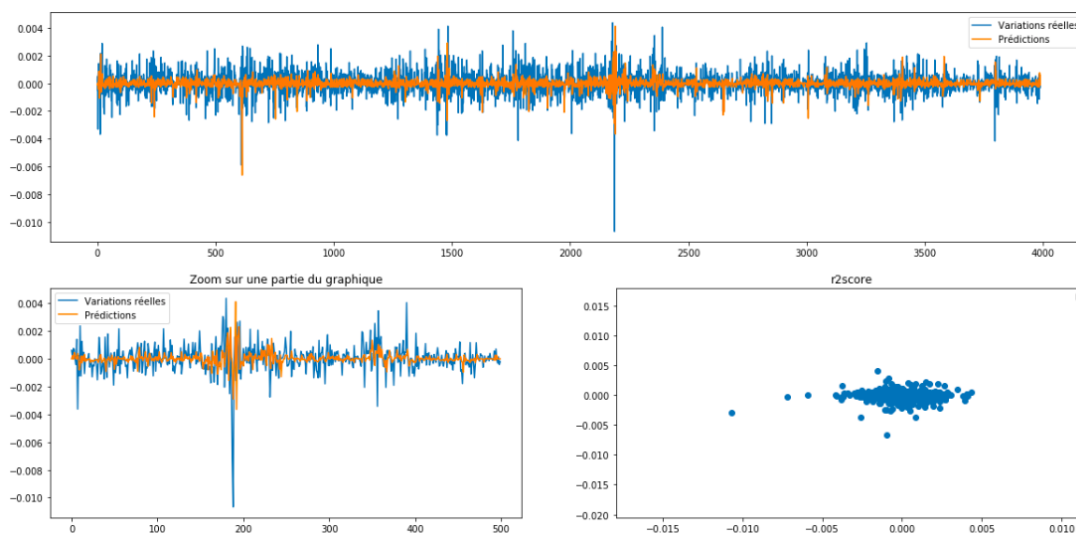 0.004
0.002
0.000
−0.002
−0.004
−0.006
−0.008
−0.010
Variations réelles
Prédictions
0 500 1000 1500 2000 2500 3000 3500 4000
Zoom sur une partie du graphique
0.004
0.002
0.000
−0.002
−0.004
−0.006
−0.008
−0.010
Variations réelles
Prédictions
0 100 200 300 400 500
r2score
0.015
0.010
0.005
0.000
−0.005
−0.010
−0.015
−0.020
−0.015 −0.010 −0.005 0.000 0.005 0.010